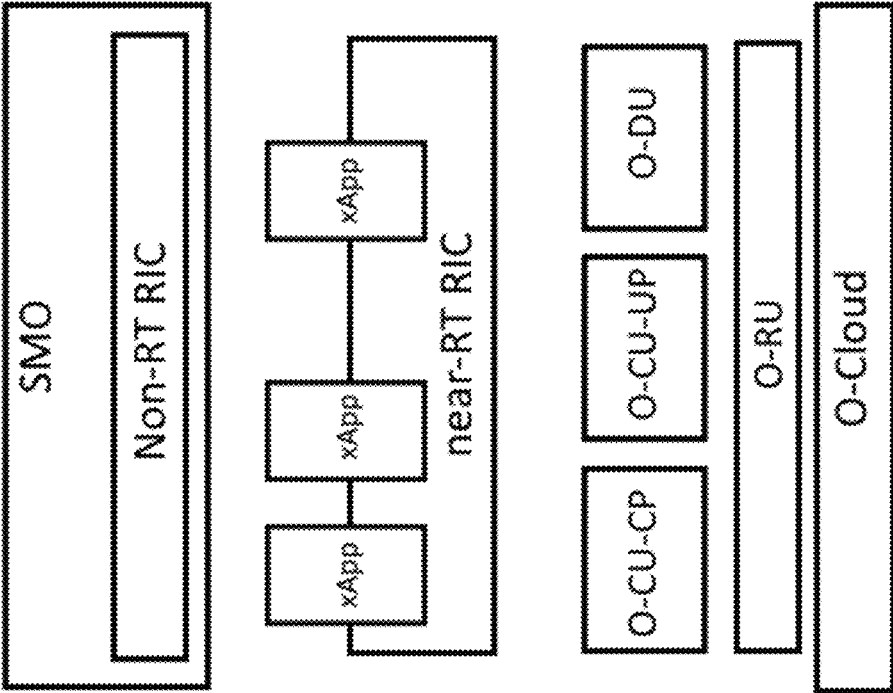 SMO
Non-RT RIC
xApp
xApp
xApp
near-RT RIC
O-CU-CP
O-CU-UP
O-DU
O-RU
O-Cloud